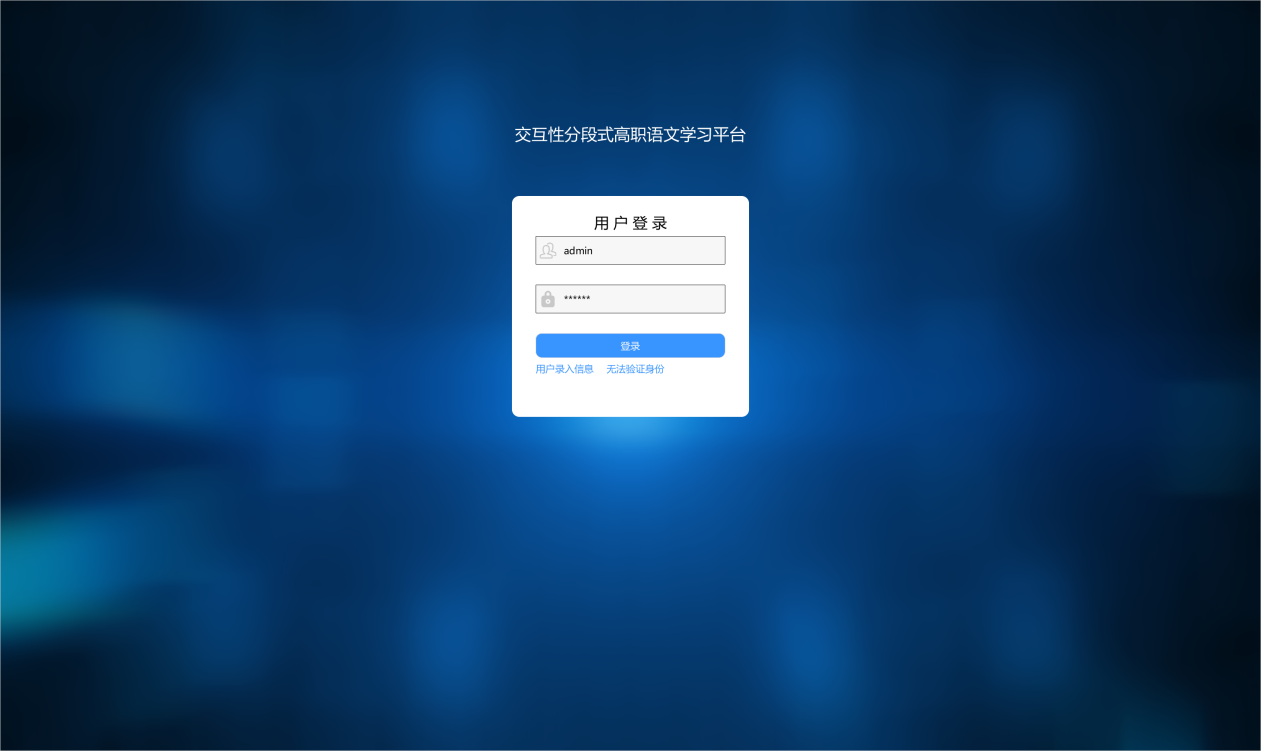 交互性分段式高职语文学习平台
用户登录
admin
******
登录
用户录入信息 无法验证身份